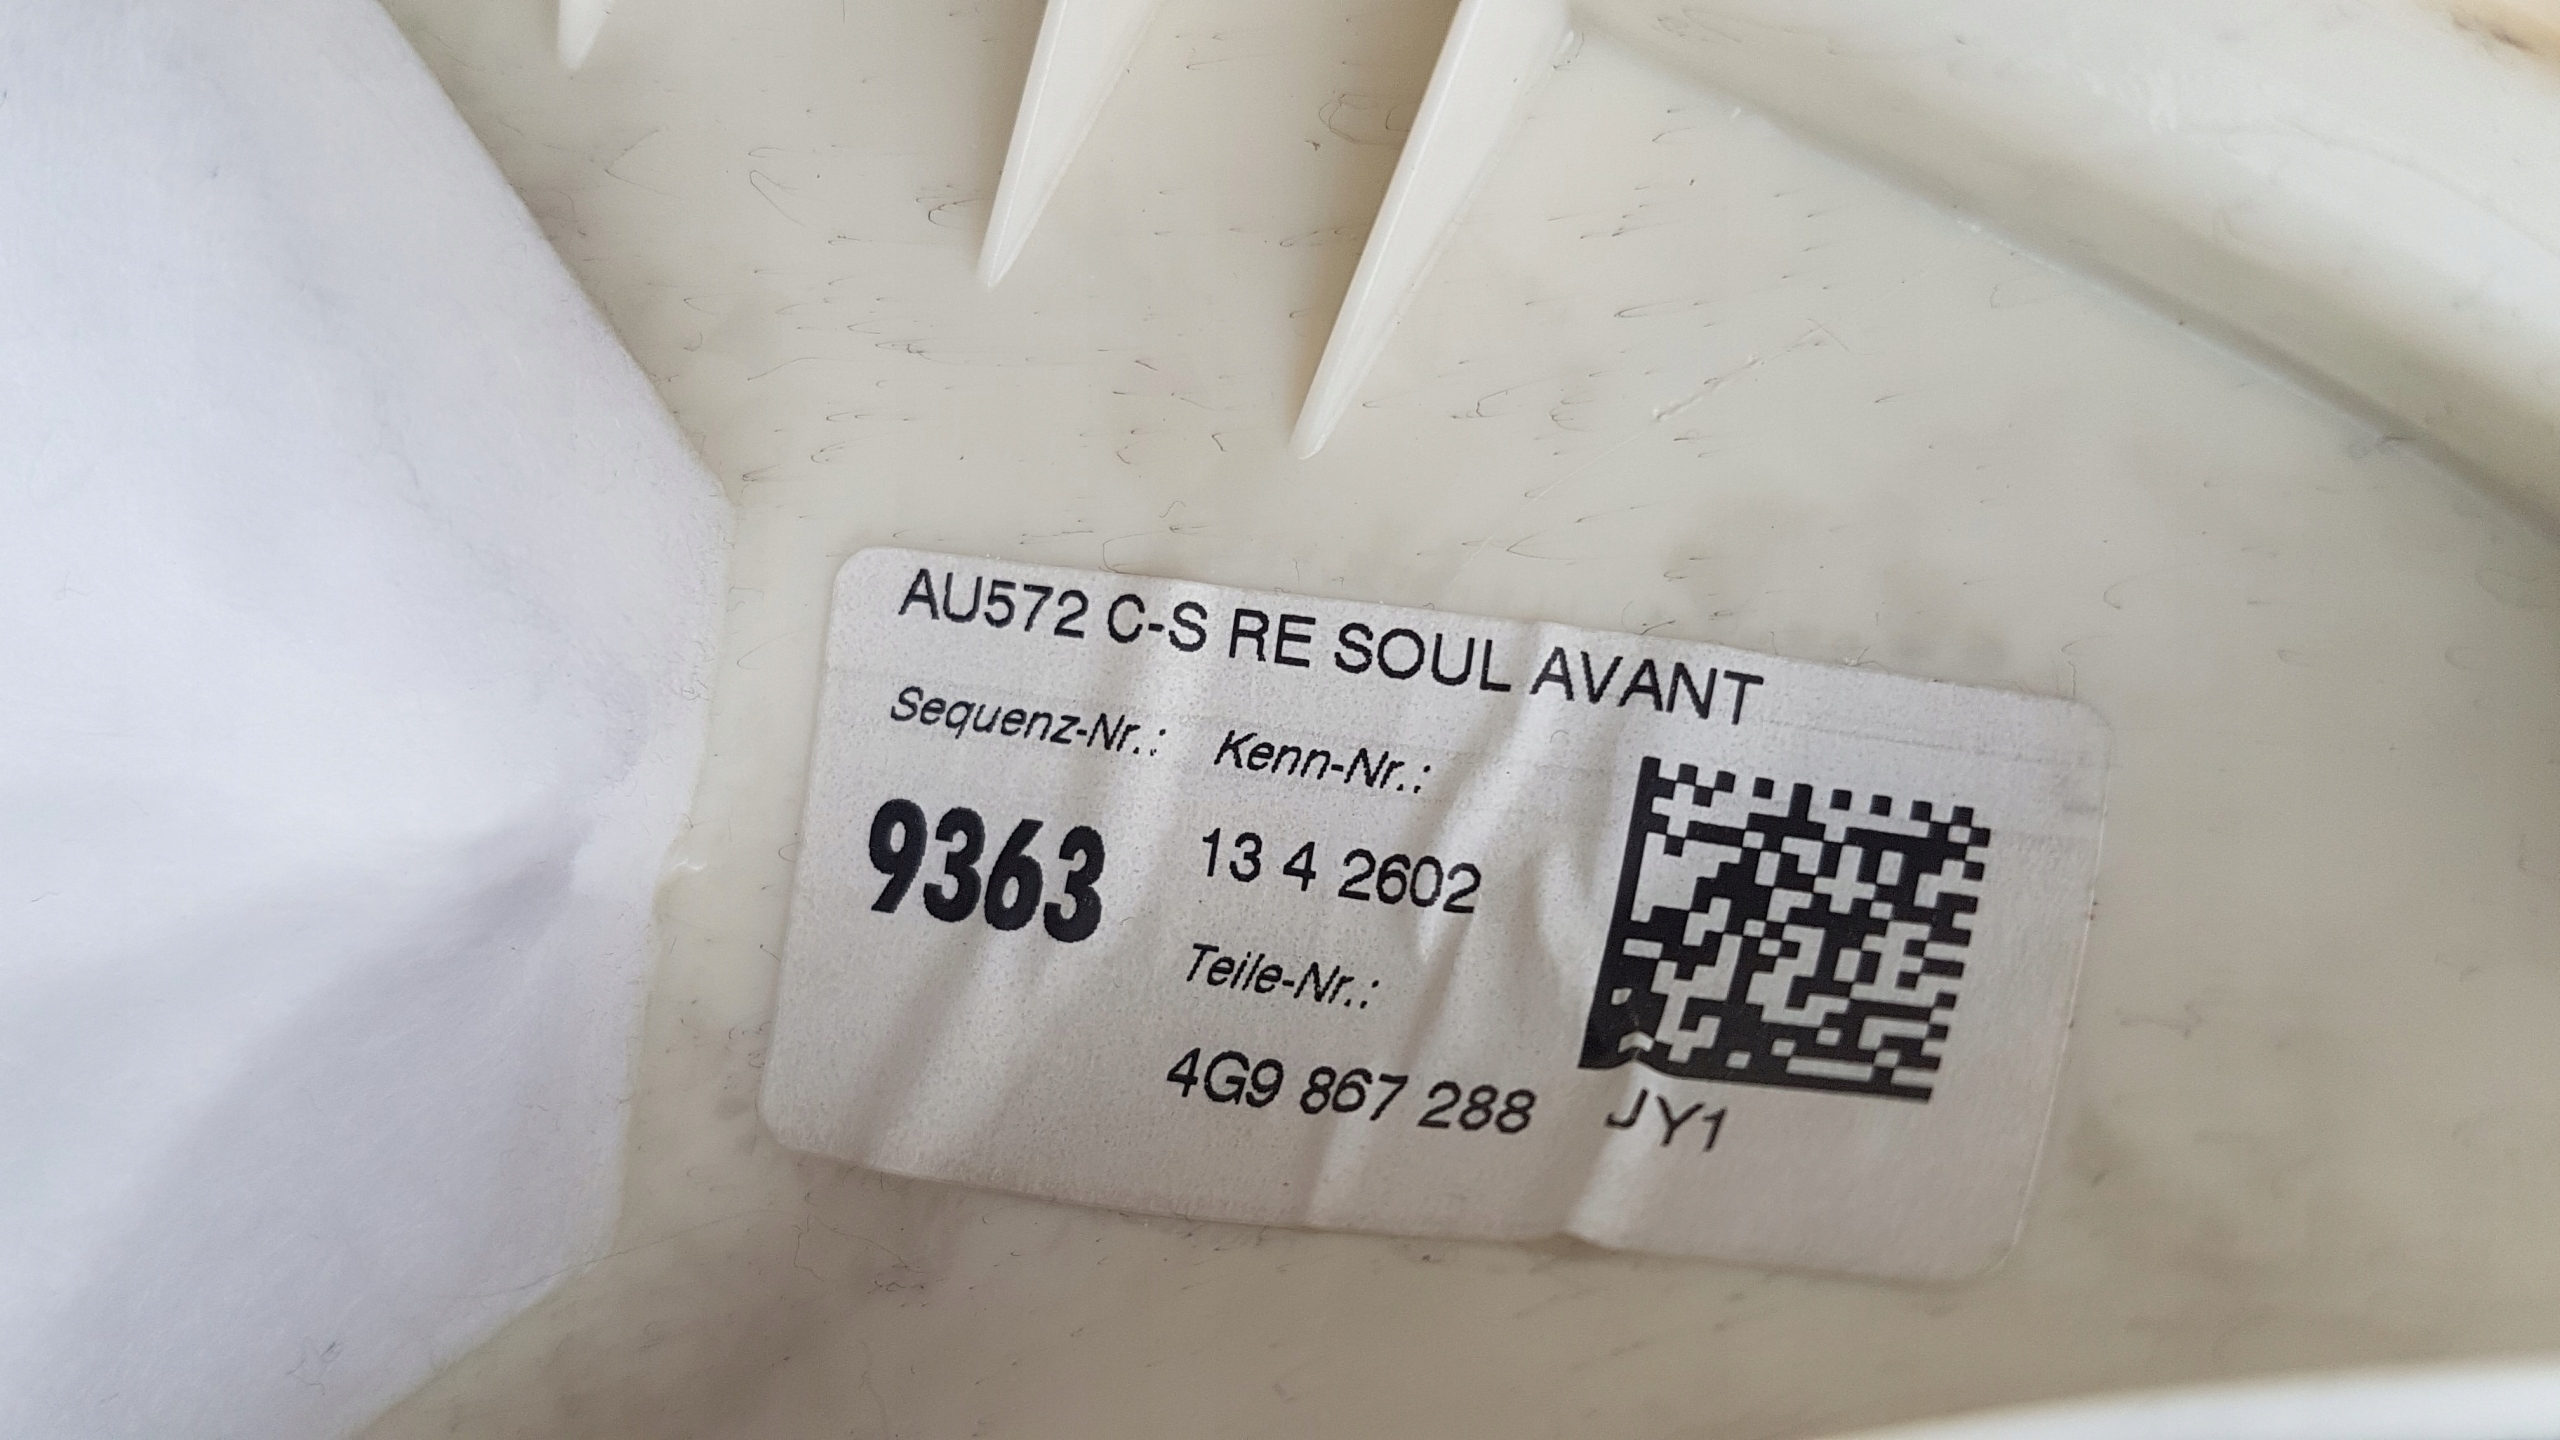 AU572 C-S RE SOUL AVANT
Sequenz-Nr.: Kenn-Nr.:
9363 13 4 2602
Teile-Nr.:
4G9 867 288 JY1